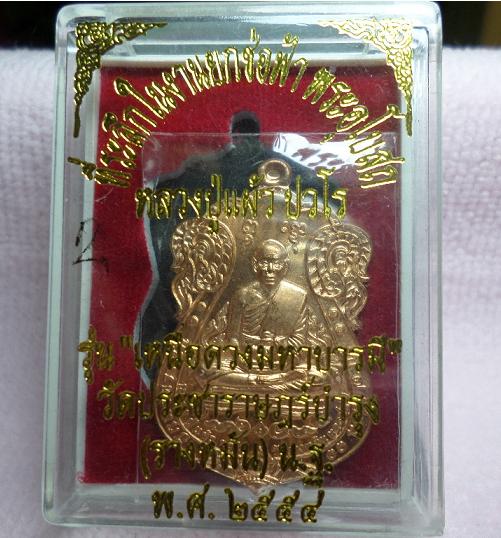 ที่ระลึกในงานยกช่อฟ้า พระอุโบสถ
หลวงปู่แผ้ว ปวโร
2
รุ่น "เหนือดวงมหาบารมี"
วัดประชาราษฎร์บำรุง
(รางหมัน) น.ฐ.
พ.ศ. ๒๕๕๔